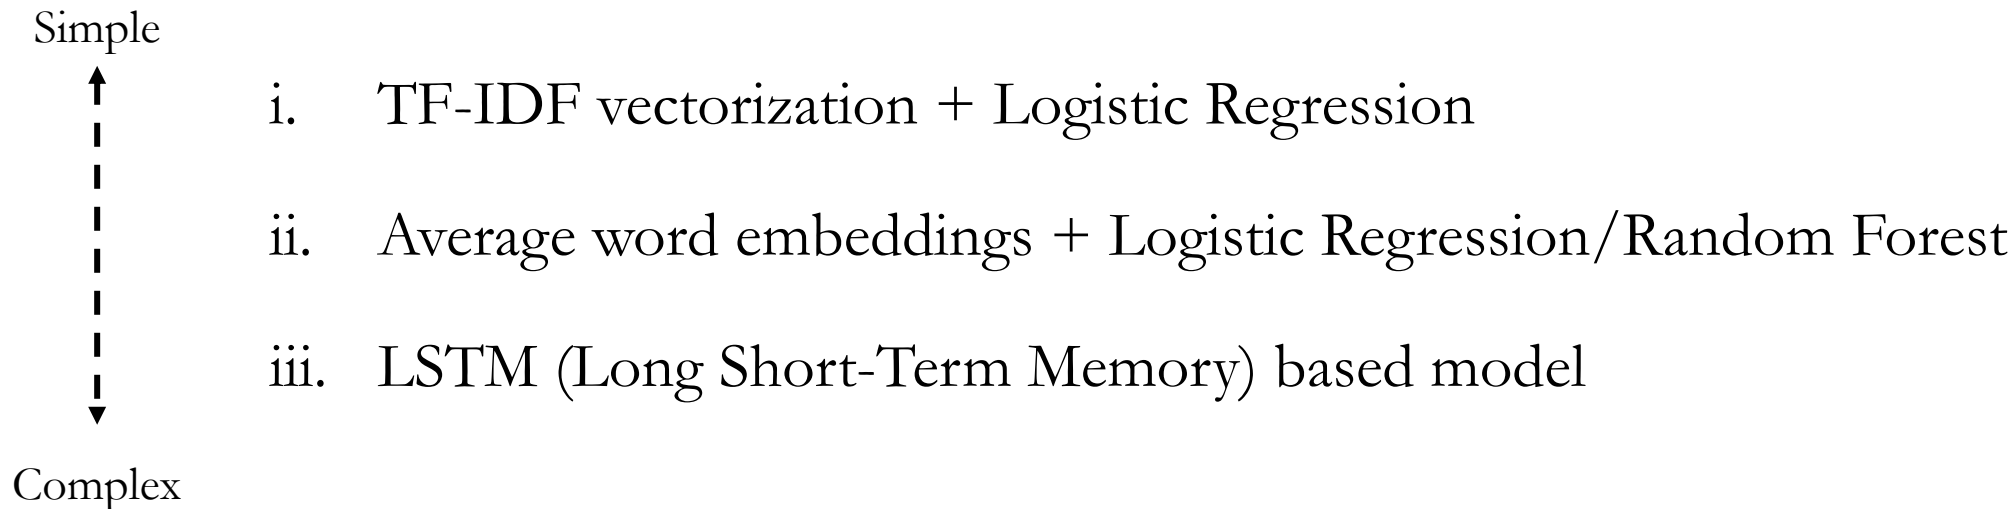 Simple
i. TF-IDF vectorization + Logistic Regression
ii. Average word embeddings + Logistic Regression/Random Forest
iii. LSTM (Long Short-Term Memory) based model
Complex